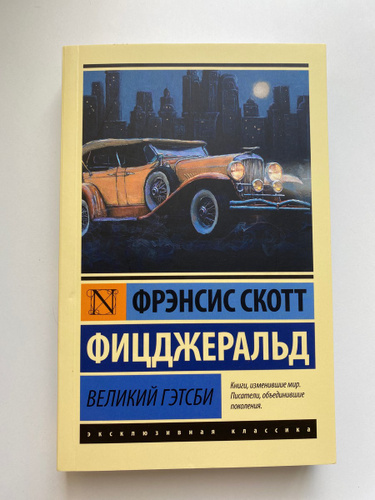 N
ФРЭНСИС СКОТТ
ФИЦДЖЕРАЛЬД
ВЕЛИКИЙ ГЭТСБИ
Книги, изменившие мир.
Писатели, объединившие
поколения.
эксклюзивная классика